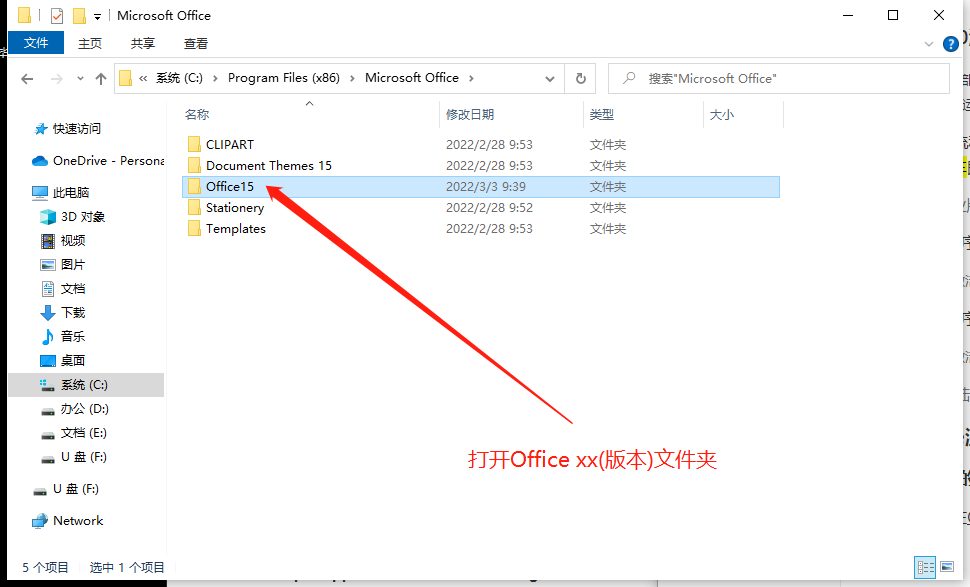 Microsoft Office
文件 主页 共享 查看
« 系统 (C:) › Program Files (x86) › Microsoft Office ›
搜索"Microsoft Office"
名称 修改日期 类型 大小
快速访问
OneDrive - Persona
此电脑
3D 对象
视频
图片
文档
下载
音乐
桌面
系统 (C:)
办公 (D:)
文档 (E:)
U 盘 (F:)
U 盘 (F:)
Network
CLIPART 2022/2/28 9:53 文件夹
Document Themes 15 2022/2/28 9:53 文件夹
Office15 2022/3/3 9:39 文件夹
Stationery 2022/2/28 9:52 文件夹
Templates 2022/2/28 9:53 文件夹
打开Office xx(版本)文件夹
5 个项目 选中 1 个项目